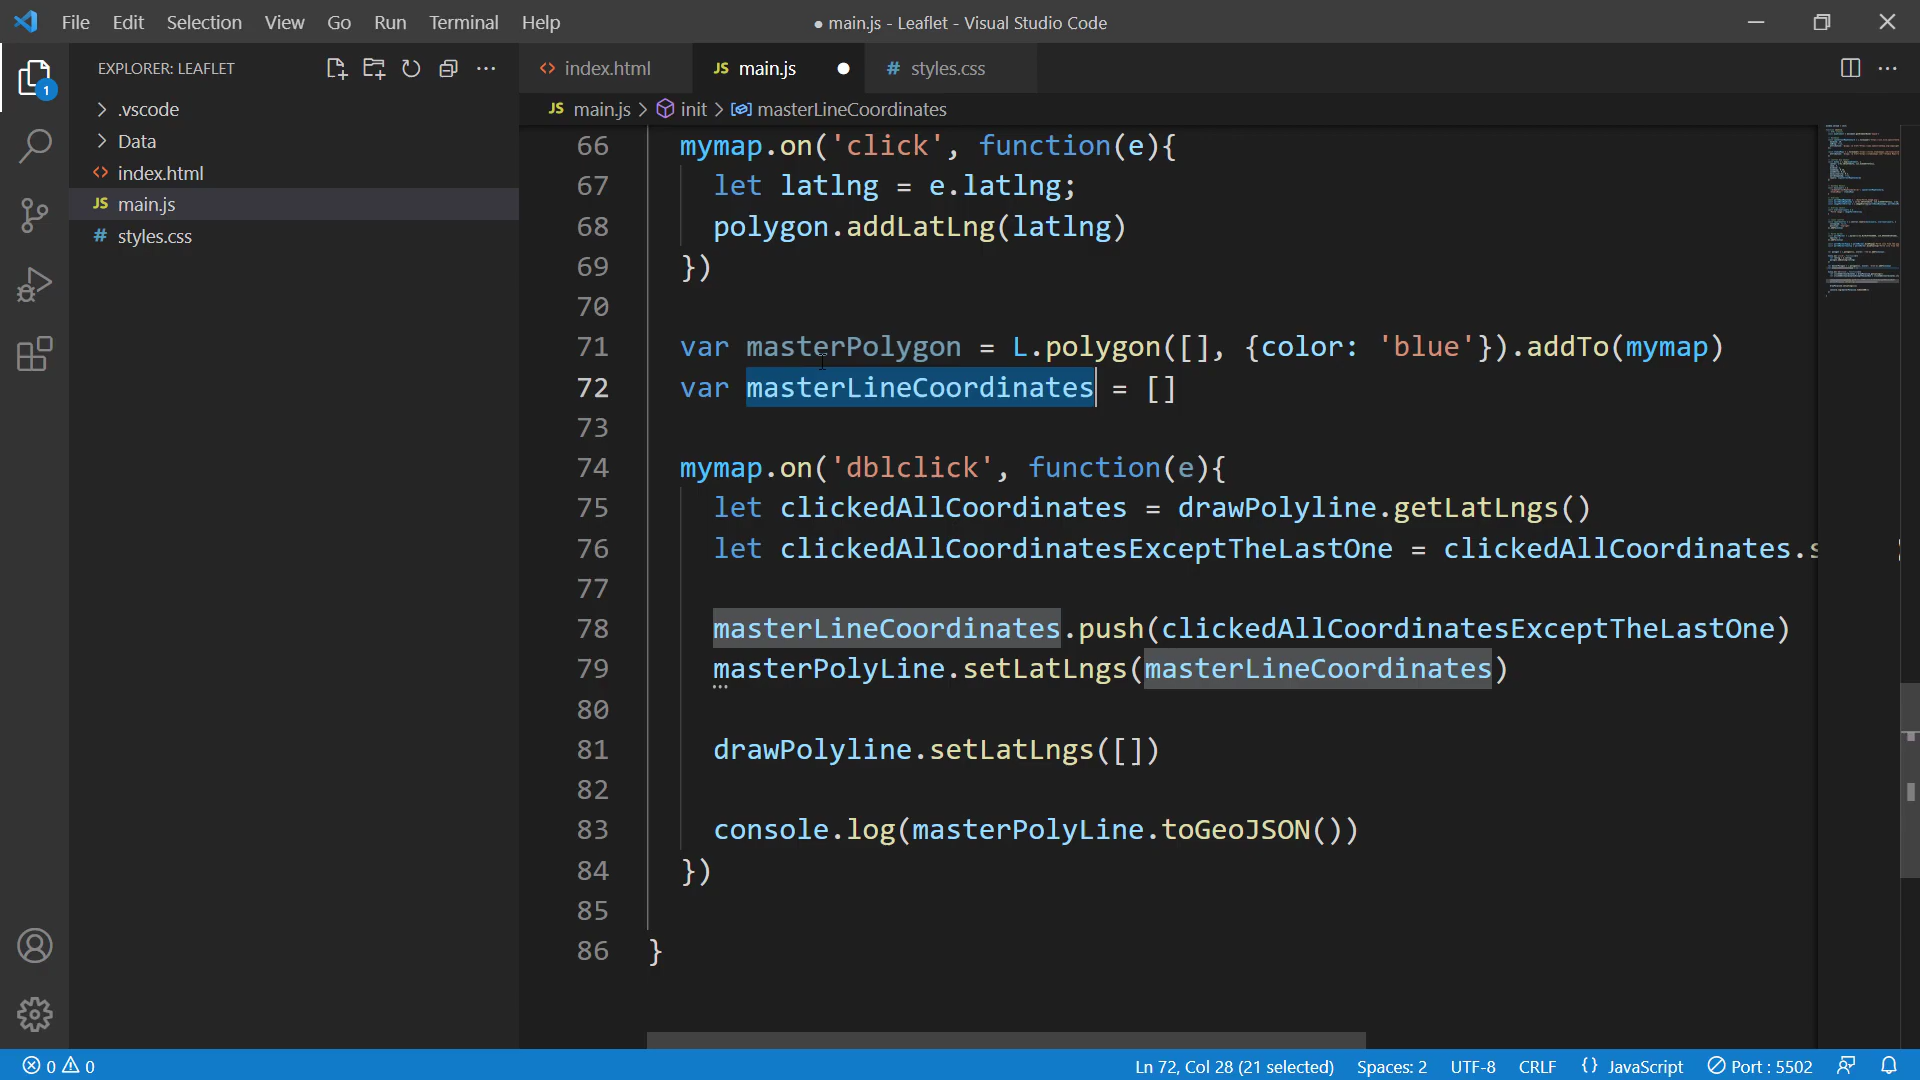 File Edit Selection View Go Run Terminal Help
● main.js - Leaflet - Visual Studio Code
EXPLORER: LEAFLET
1
.vscode
Data
index.html
JS main.js
# styles.css
index.html
JS main.js
# styles.css
JS main.js > init > masterLineCoordinates
66 mymap.on('click', function(e){
67 let latlng = e.latlng;
68 polygon.addLatLng(latlng)
69 })
70
71 var masterPolygon = L.polygon([], {color: 'blue'}).addTo(mymap)
72 var masterLineCoordinates = []
73
74 mymap.on('dblclick', function(e){
75 let clickedAllCoordinates = drawPolyline.getLatLngs()
76 let clickedAllCoordinatesExceptTheLastOne = clickedAllCoordinates.s
77
78 masterLineCoordinates.push(clickedAllCoordinatesExceptTheLastOne)
79 masterPolyLine.setLatLngs(masterLineCoordinates)
80
81 drawPolyline.setLatLngs([])
82
83 console.log(masterPolyLine.toGeoJSON())
84 })
85
86 }
0 0
Ln 72, Col 28 (21 selected) Spaces: 2 UTF-8 CRLF {} JavaScript Port : 5502